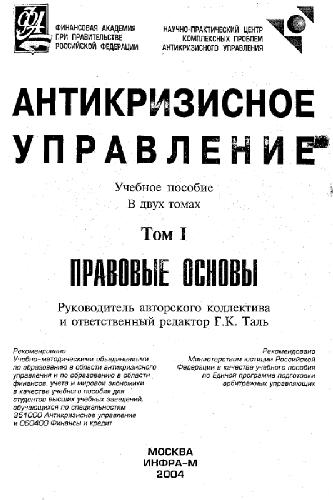 ФИНАНСОВАЯ АКАДЕМИЯ
ПРИ ПРАВИТЕЛЬСТВЕ
РОССИЙСКОЙ ФЕДЕРАЦИИ
НАУЧНО-ПРАКТИЧЕСКИЙ ЦЕНТР
КОМПЛЕКСНЫХ ПРОБЛЕМ
АНТИКРИЗИСНОГО УПРАВЛЕНИЯ
АНТИКРИЗИСНОЕ
УПРАВЛЕНИЕ
Учебное пособие
В двух томах
Том I
ПРАВОВЫЕ ОСНОВЫ
Руководитель авторского коллектива
и ответственный редактор Г.К. Таль
Рекомендовано
Учебно-методическими объединениями
по образованию в области антикризисного
управления и по образованию в области
финансов, учета и мировой экономики
в качестве учебного пособия для
студентов высших учебных заведений,
обучающихся по специальностям
351000 Антикризисное управление
и 060400 Финансы и кредит
Рекомендовано
Министерством юстиции Российской
Федерации в качестве учебного пособия
по Единой программе подготовки
арбитражных управляющих
МОСКВА
ИНФРА-М
2004